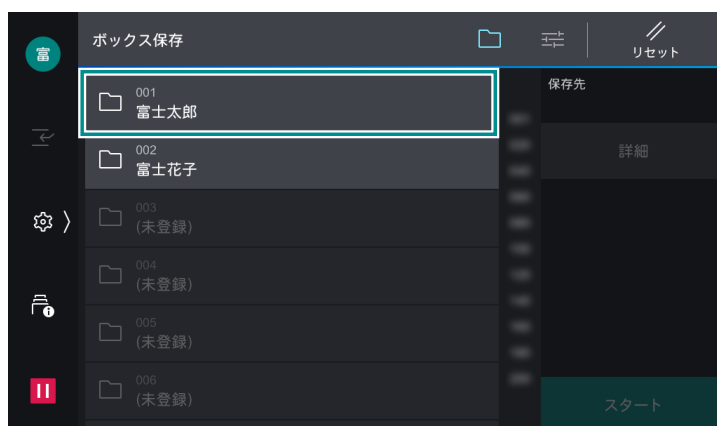 富
ボックス保存
リセット
001
富士太郎
002
富士花子
003
(未登録)
004
(未登録)
005
(未登録)
006
(未登録)
保存先
詳細
スタート